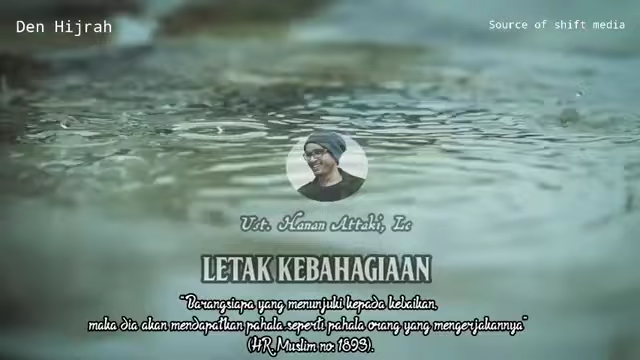 Den Hijrah
Source of shift media
Ust. Hanan Attaki, Lc
LETAK KEBAHAGIAAN
"Barangsiapa yang menunjuki kepada kebaikan,
maka dia akan mendapatkan pahala seperti pahala orang yang mengerjakannya"
(HR. Muslim no: 1893).